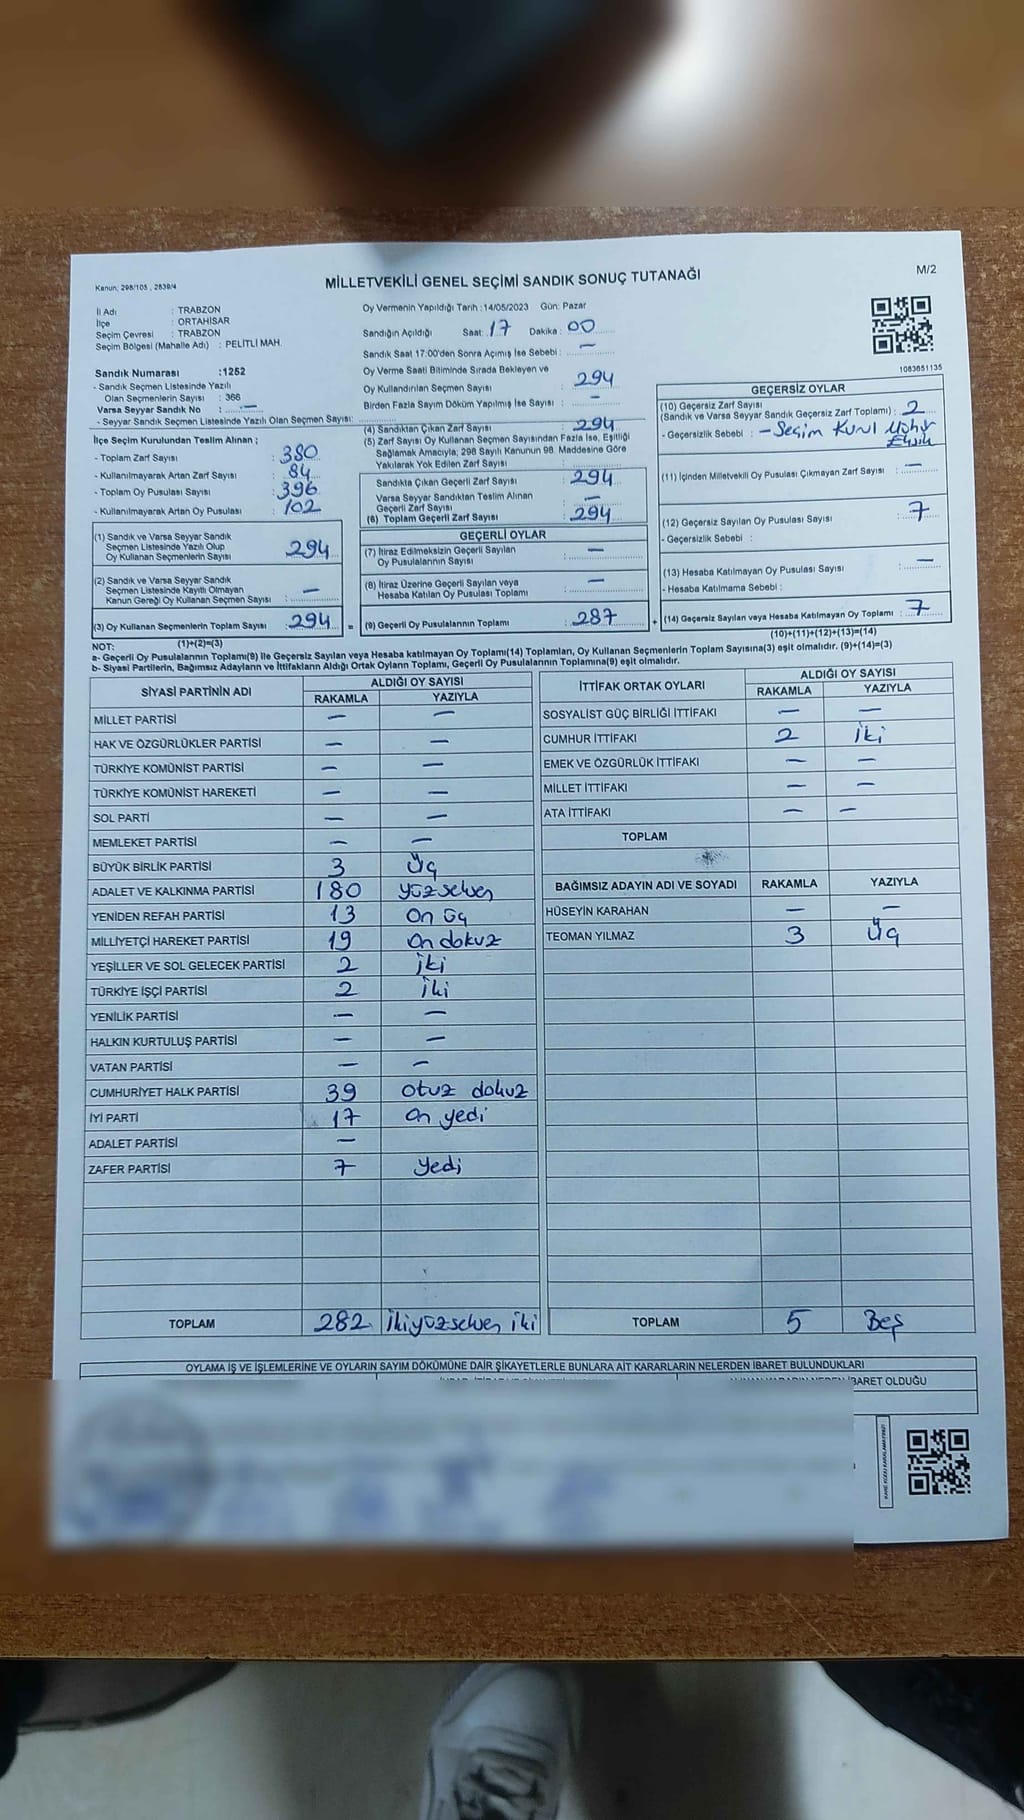 Kanun; 298/105 , 2839/4
MİLLETVEKİLİ GENEL SEÇİMİ SANDIK SONUÇ TUTANAĞI
M/2
İl Adı : TRABZON
İlçe : ORTAHİSAR
Seçim Çevresi : TRABZON
Seçim Bölgesi (Mahalle Adı) : PELİTLİ MAH.
Sandık Numarası :1252
- Sandık Seçmen Listesinde Yazılı
Olan Seçmenlerin Sayısı : 366
Varsa Seyyar Sandık No : —
- Seyyar Sandık Seçmen Listesinde Yazılı Olan Seçmen Sayısı:
İlçe Seçim Kurulundan Teslim Alınan ;
- Toplam Zarf Sayısı : 380
- Kullanılmayarak Artan Zarf Sayısı : 84
- Toplam Oy Pusulası Sayısı : 396
- Kullanılmayarak Artan Oy Pusulası : 102
Oy Vermenin Yapıldığı Tarih : 14/05/2023 Gün: Pazar
Sandığın Açıldığı Saat: 17 Dakika : 00
Sandık Saat 17:00'den Sonra Açımış İse Sebebi : —
Oy Verme Saati Bitiminde Sırada Bekleyen ve
Oy Kullandırılan Seçmen Sayısı : 294
Birden Fazla Sayım Döküm Yapılmış İse Sayısı : —
(4) Sandıktan Çıkan Zarf Sayısı : 294
(5) Zarf Sayısı Oy Kullanan Seçmen Sayısından Fazla İse, Eşitliği
Sağlamak Amacıyla; 298 Sayılı Kanunun 98. Maddesine Göre
Yakılarak Yok Edilen Zarf Sayısı :
Sandıkta Çıkan Geçerli Zarf Sayısı : 294
Varsa Seyyar Sandıktan Teslim Alınan
Geçerli Zarf Sayısı : —
(6) Toplam Geçerli Zarf Sayısı : 294
1083651135
GEÇERSİZ OYLAR
(10) Geçersiz Zarf Sayısı
(Sandık ve Varsa Seyyar Sandık Geçersiz Zarf Toplamı) : 2
- Geçersizlik Sebebi : - Seçim Kurul Mühür
Eksik
(11) İçinden Milletvekili Oy Pusulası Çıkmayan Zarf Sayısı : —
(12) Geçersiz Sayılan Oy Pusulası Sayısı : 7
- Geçersizlik Sebebi :
(13) Hesaba Katılmayan Oy Pusulası Sayısı : —
- Hesaba Katılmama Sebebi :
(14) Geçersiz Sayılan veya Hesaba Katılmayan Oy Toplamı : 7
(10)+(11)+(12)+(13)=(14)
(1) Sandık ve Varsa Seyyar Sandık
Seçmen Listesinde Yazılı Olup
Oy Kullanan Seçmenlerin Sayısı : 294
(2) Sandık ve Varsa Seyyar Sandık
Seçmen Listesinde Kayıtlı Olmayan
Kanun Gereği Oy Kullanan Seçmen Sayısı : —
(3) Oy Kullanan Seçmenlerin Toplam Sayısı : 294 =
(1)+(2)=(3)
GEÇERLİ OYLAR
(7) İtiraz Edilmeksizin Geçerli Sayılan
Oy Pusulalarının Sayısı : —
(8) İtiraz Üzerine Geçerli Sayılan veya
Hesaba Katılan Oy Pusulası Toplamı : —
(9) Geçerli Oy Pusulalarının Toplamı : 287 +
NOT:
a- Geçerli Oy Pusulalarının Toplamı(9) ile Geçersiz Sayılan veya Hesaba katılmayan Oy Toplamı(14) Toplamları, Oy Kullanan Seçmenlerin Toplam Sayısına(3) eşit olmalıdır. (9)+(14)=(3)
b- Siyasi Partilerin, Bağımsız Adayların ve İttifakların Aldığı Ortak Oyların Toplamı, Geçerli Oy Pusulalarının Toplamına(9) eşit olmalıdır.
SİYASİ PARTİNİN ADI ALDIĞI OY SAYISI
RAKAMLA YAZIYLA
MİLLET PARTİSİ — —
HAK VE ÖZGÜRLÜKLER PARTİSİ — —
TÜRKİYE KOMÜNİST PARTİSİ — —
TÜRKİYE KOMÜNİST HAREKETİ — —
SOL PARTİ — —
MEMLEKET PARTİSİ — —
BÜYÜK BİRLİK PARTİSİ 3 Üç
ADALET VE KALKINMA PARTİSİ 180 yüzseksen
YENİDEN REFAH PARTİSİ 13 On üç
MİLLİYETÇİ HAREKET PARTİSİ 19 On dokuz
YEŞİLLER VE SOL GELECEK PARTİSİ 2 iki
TÜRKİYE İŞÇİ PARTİSİ 2 iki
YENİLİK PARTİSİ — —
HALKIN KURTULUŞ PARTİSİ — —
VATAN PARTİSİ — —
CUMHURİYET HALK PARTİSİ 39 Otuz dokuz
İYİ PARTİ 17 On yedi
ADALET PARTİSİ —
ZAFER PARTİSİ 7 yedi
TOPLAM 282 İkiyüzseksen iki
İTTİFAK ORTAK OYLARI ALDIĞI OY SAYISI
RAKAMLA YAZIYLA
SOSYALİST GÜÇ BİRLİĞİ İTTİFAKI — —
CUMHUR İTTİFAKI 2 iki
EMEK VE ÖZGÜRLÜK İTTİFAKI — —
MİLLET İTTİFAKI — —
ATA İTTİFAKI — —
TOPLAM
BAĞIMSIZ ADAYIN ADI VE SOYADI RAKAMLA YAZIYLA
HÜSEYİN KARAHAN — —
TEOMAN YILMAZ 3 Üç
TOPLAM 5 Beş
OYLAMA İŞ VE İŞLEMLERİNE VE OYLARIN SAYIM DÖKÜMÜNE DAİR ŞİKAYETLERLE BUNLARA AİT KARARLARIN NELERDEN İBARET BULUNDUKLARI
İBARET OLDUĞU